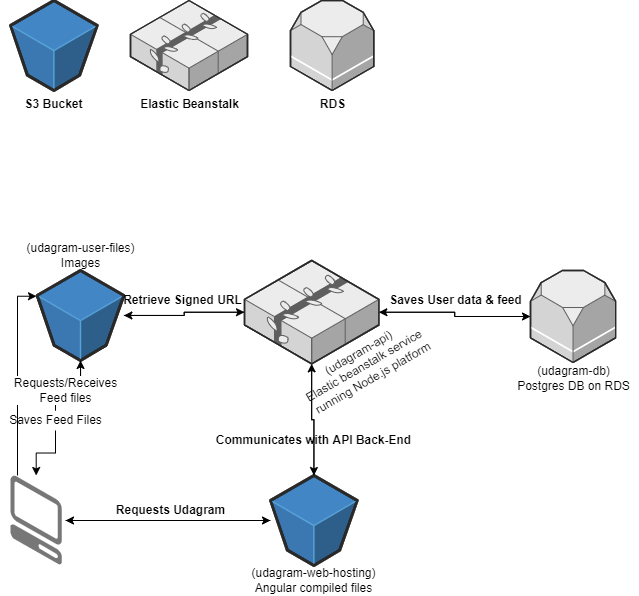 S3 Bucket
Elastic Beanstalk
RDS
(udagram-user-files)
Images
Retrieve Signed URL
Saves User data & feed
(udagram-api)
Elastic beanstalk service
running Node.js platform
(udagram-db)
Postgres DB on RDS
Requests/Receives
Feed files
Saves Feed Files
Communicates with API Back-End
Requests Udagram
(udagram-web-hosting)
Angular compiled files